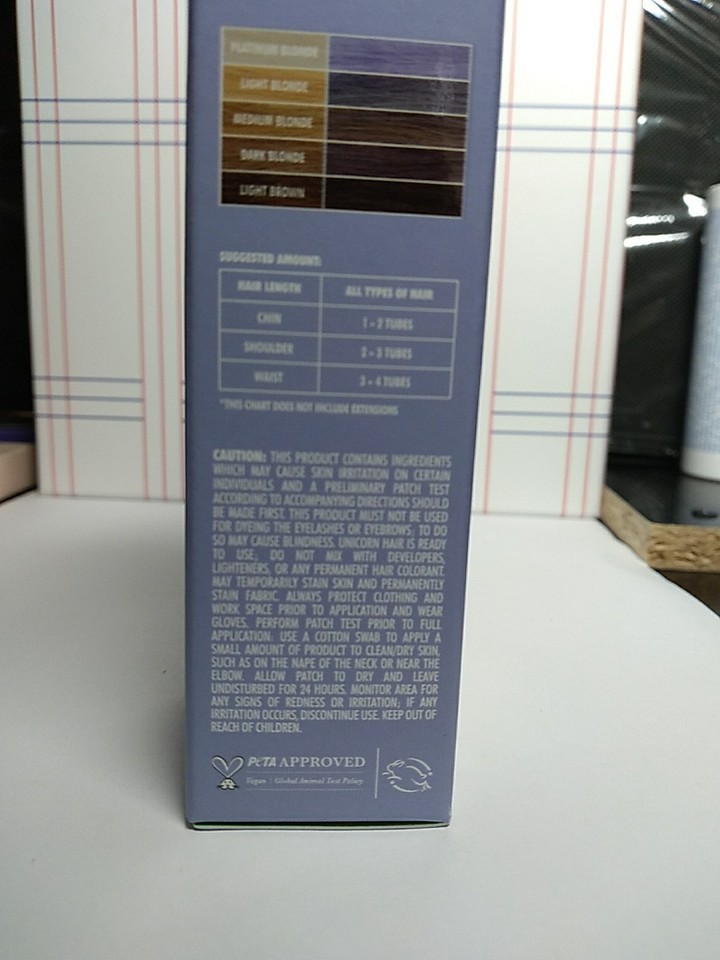 PLATINUM BLONDE
LIGHT BLONDE
MEDIUM BLONDE
DARK BLONDE
LIGHT BROWN
SUGGESTED AMOUNT:
HAIR LENGTH ALL TYPES OF HAIR
CHIN 1 - 2 TUBES
SHOULDER 2 - 3 TUBES
WAIST 3 - 4 TUBES
*THIS CHART DOES NOT INCLUDE EXTENSIONS
CAUTION: THIS PRODUCT CONTAINS INGREDIENTS
WHICH MAY CAUSE SKIN IRRITATION ON CERTAIN
INDIVIDUALS AND A PRELIMINARY PATCH TEST
ACCORDING TO ACCOMPANYING DIRECTIONS SHOULD
BE MADE FIRST. THIS PRODUCT MUST NOT BE USED
FOR DYEING THE EYELASHES OR EYEBROWS; TO DO
SO MAY CAUSE BLINDNESS. UNICORN HAIR IS READY
TO USE; DO NOT MIX WITH DEVELOPERS,
LIGHTENERS, OR ANY PERMANENT HAIR COLORANT.
MAY TEMPORARILY STAIN SKIN AND PERMANENTLY
STAIN FABRIC. ALWAYS PROTECT CLOTHING AND
WORK SPACE PRIOR TO APPLICATION AND WEAR
GLOVES. PERFORM PATCH TEST PRIOR TO FULL
APPLICATION: USE A COTTON SWAB TO APPLY A
SMALL AMOUNT OF PRODUCT TO CLEAN/DRY SKIN,
SUCH AS ON THE NAPE OF THE NECK OR NEAR THE
ELBOW. ALLOW PATCH TO DRY AND LEAVE
UNDISTURBED FOR 24 HOURS. MONITOR AREA FOR
ANY SIGNS OF REDNESS OR IRRITATION; IF ANY
IRRITATION OCCURS, DISCONTINUE USE. KEEP OUT OF
REACH OF CHILDREN.
PETA APPROVED
Vegan | Global Animal Test Policy